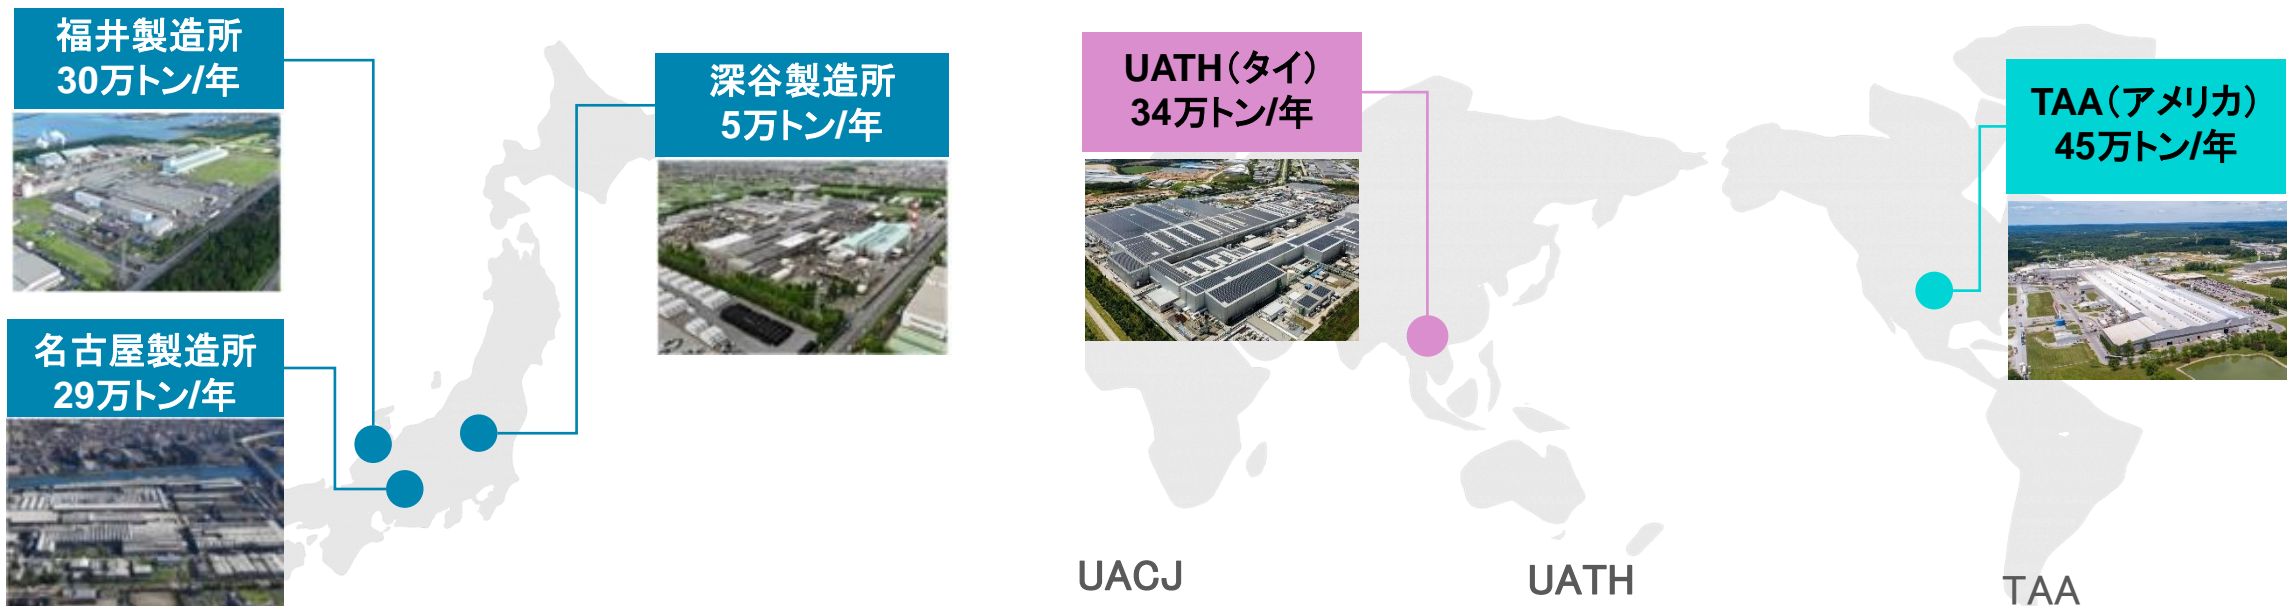 福井製造所
30万トン/年
深谷製造所
5万トン/年
名古屋製造所
29万トン/年
UATH（タイ）
34万トン/年
TAA（アメリカ）
45万トン/年
UACJ
UATH
TAA